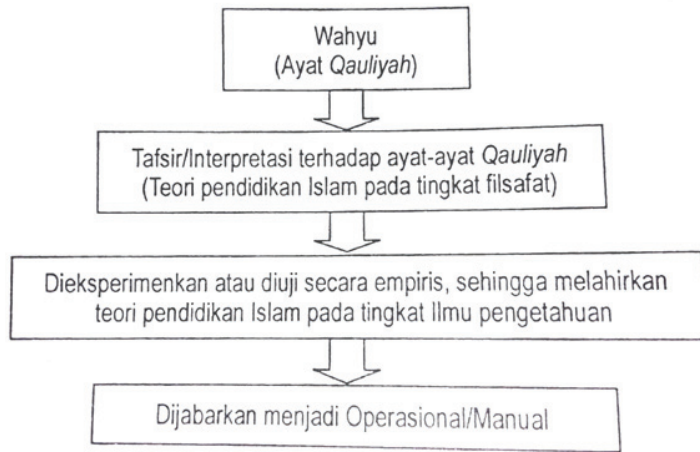 Wahyu
(Ayat Qauliyah)
Tafsir/Interpretasi terhadap ayat-ayat Qauliyah
(Teori pendidikan Islam pada tingkat filsafat)
Dieksperimenkan atau diuji secara empiris, sehingga melahirkan
teori pendidikan Islam pada tingkat Ilmu pengetahuan
Dijabarkan menjadi Operasional/Manual